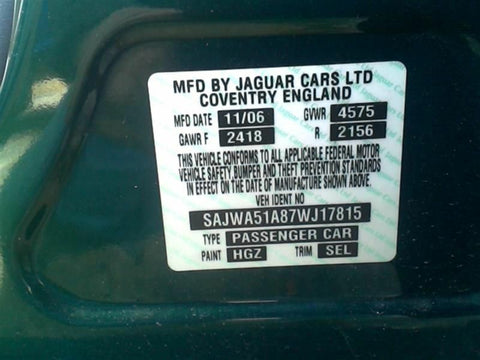 MFD BY JAGUAR CARS LTD
COVENTRY ENGLAND
MFD DATE 11/06 GVWR 4575
GAWR F 2418 R 2156
THIS VEHICLE CONFORMS TO ALL APPLICABLE FEDERAL MOTOR
VEHICLE SAFETY, BUMPER AND THEFT PREVENTION STANDARDS
IN EFFECT ON THE DATE OF MANUFACTURE SHOWN ABOVE.
VEH IDENT NO
SAJWA51A87WJ17815
TYPE PASSENGER CAR
PAINT HGZ TRIM SEL